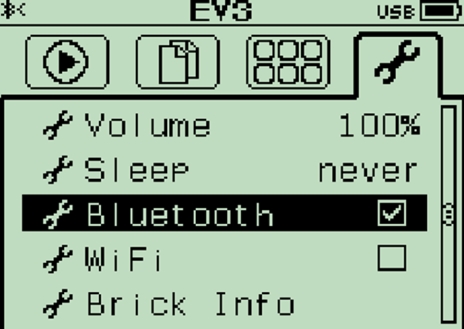 EV3 USB
Volume 100%
Sleep never
Bluetooth
WiFi
Brick Info